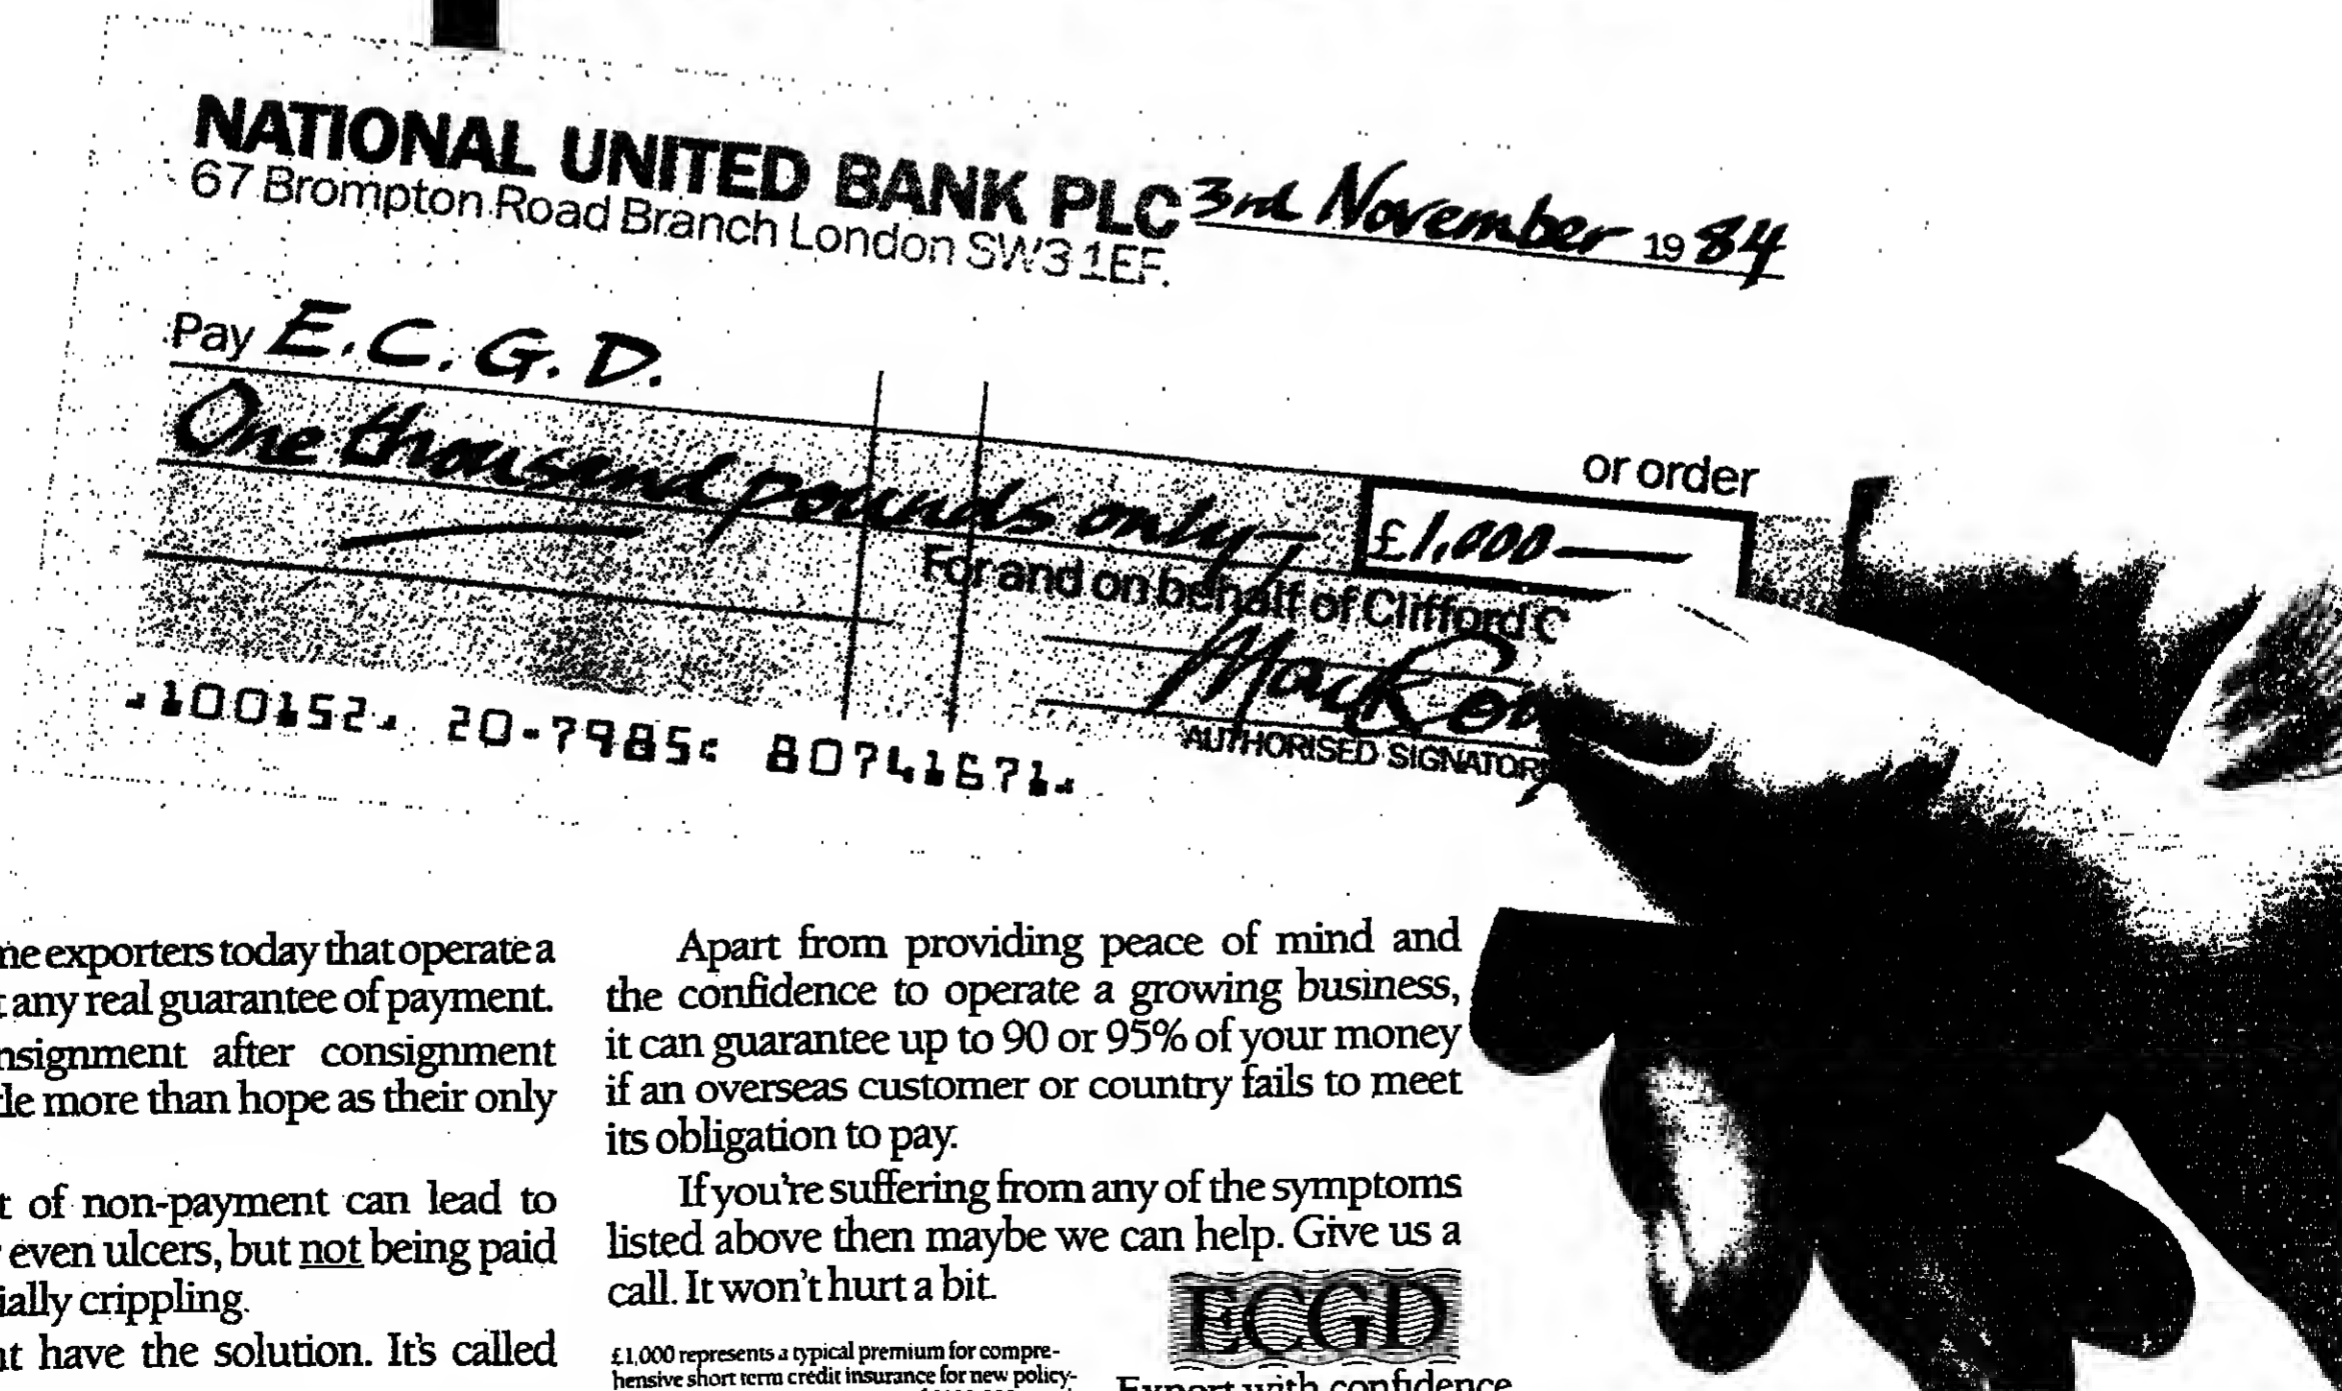 NATIONAL UNITED BANK PLC
67 Brompton Road Branch London SW3 1EF.
3rd November 1984
Pay E.C.G.D.
or order
One thousand pounds only
£1,000
For and on behalf of Clifford C
AUTHORISED SIGNATOR
100152 20-7985 80741671
exporters today that operate a
any real guarantee of payment.
nsignment after consignment
more than hope as their only
of non-payment can lead to
even ulcers, but not being paid
ially crippling.
have the solution. It's called
Apart from providing peace of mind and
the confidence to operate a growing business,
it can guarantee up to 90 or 95% of your money
if an overseas customer or country fails to meet
its obligation to pay.
If you're suffering from any of the symptoms
listed above then maybe we can help. Give us a
call. It won't hurt a bit.
£1,000 represents a typical premium for compre-
hensive short term credit insurance for new policy-
ECGD
Export with confidence